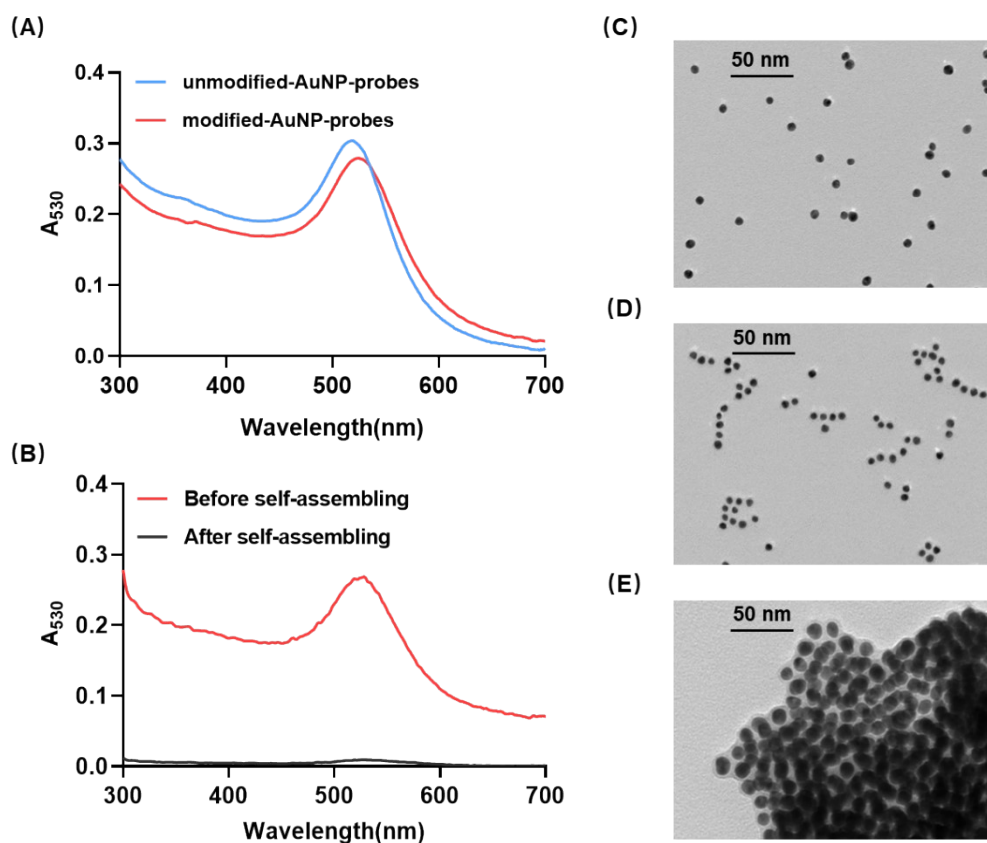 (A)
0.4
0.3
0.2
0.1
0.0
A530
unmodified-AuNP-probes
modified-AuNP-probes
300 400 500 600 700
Wavelength(nm)
(B)
0.4
0.3
0.2
0.1
0.0
A530
Before self-assembling
After self-assembling
300 400 500 600 700
Wavelength(nm)
(C)
50 nm
(D)
50 nm
(E)
50 nm